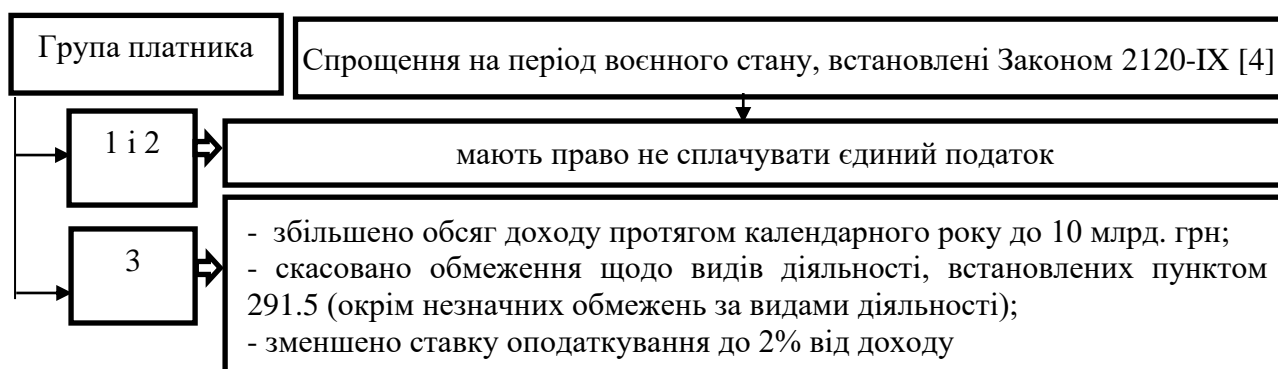 Група платника
Спрощення на період воєнного стану, встановлені Законом 2120-IX [4]
1 і 2
мають право не сплачувати єдиний податок
3
- збільшено обсяг доходу протягом календарного року до 10 млрд. грн;
- скасовано обмеження щодо видів діяльності, встановлених пунктом
291.5 (окрім незначних обмежень за видами діяльності);
- зменшено ставку оподаткування до 2% від доходу